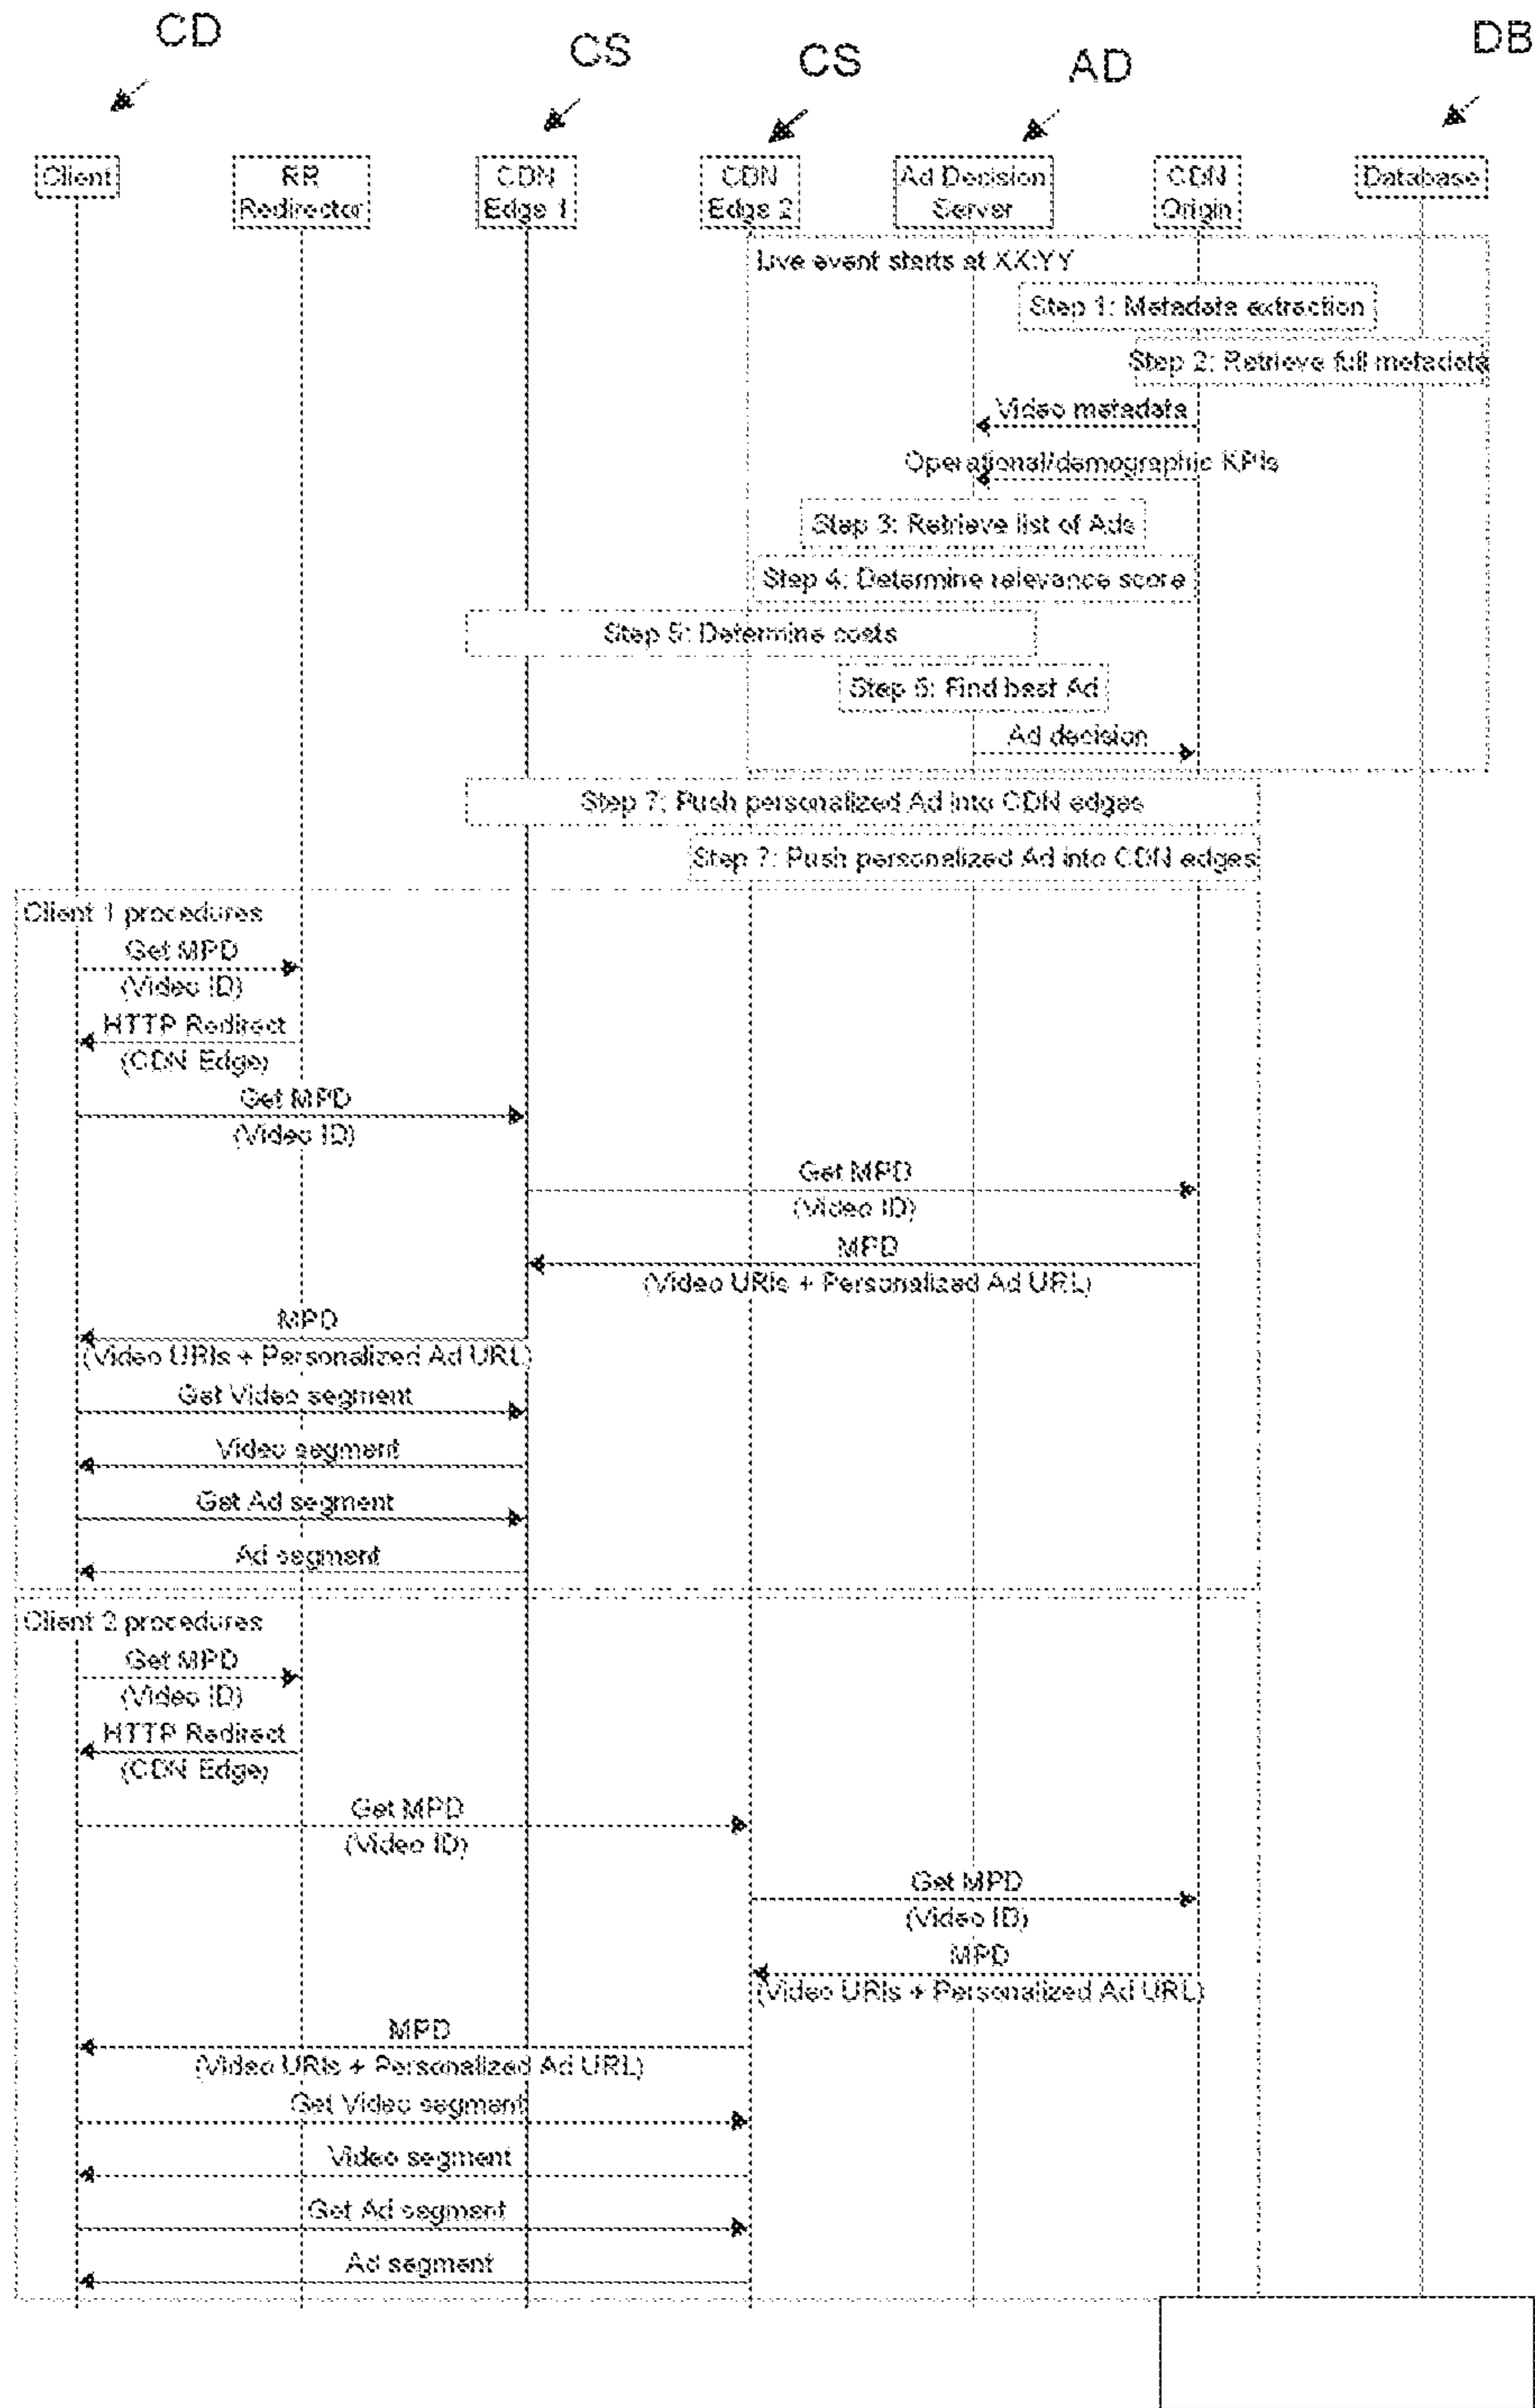 CD
CS
CS
AD
DB
Client
RR
Redirector
CDN
Edge 1
CDN
Edge 2
Ad Decision
Server
CDN
Origin
Database
Live event starts at XX:YY
Step 1: Metadata extraction
Step 2: Retrieve full metadata
Video metadata
Operational/demographic KPIs
Step 3: Retrieve list of Ads
Step 4: Determine relevance score
Step 5: Determine costs
Step 6: Find best Ad
Ad decision
Step 7: Push personalized Ad into CDN edges
Step 7: Push personalized Ad into CDN edges
Client 1 procedures
Get MPD
(Video ID)
HTTP Redirect
(CDN Edge)
Get MPD
(Video ID)
Get MPD
(Video ID)
MPD
(Video URIs + Personalized Ad URL)
MPD
(Video URIs + Personalized Ad URL)
Get Video segment
Video segment
Get Ad segment
Ad segment
Client 2 procedures
Get MPD
(Video ID)
HTTP Redirect
(CDN Edge)
Get MPD
(Video ID)
Get MPD
(Video ID)
MPD
(Video URIs + Personalized Ad URL)
MPD
(Video URIs + Personalized Ad URL)
Get Video segment
Video segment
Get Ad segment
Ad segment